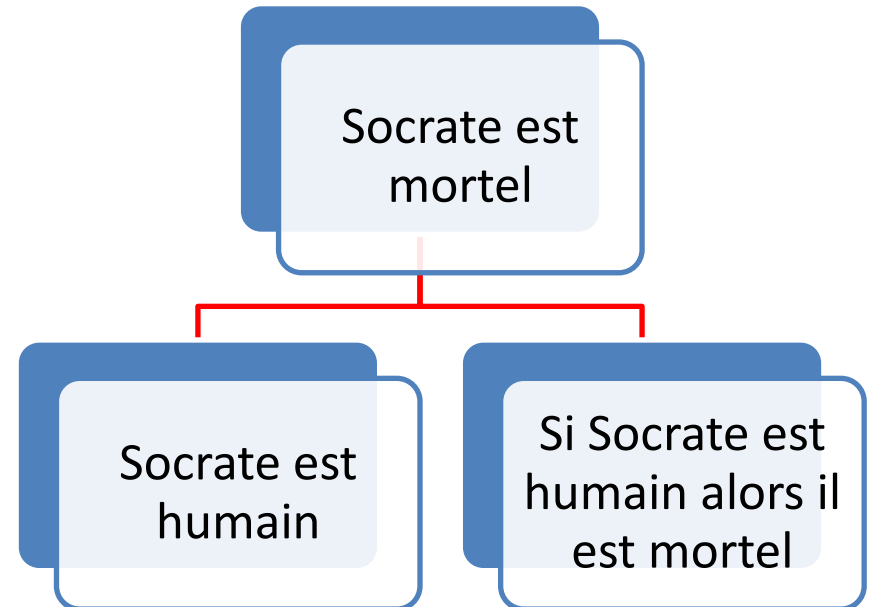 Socrate est
mortel
Socrate est
humain
Si Socrate est
humain alors il
est mortel